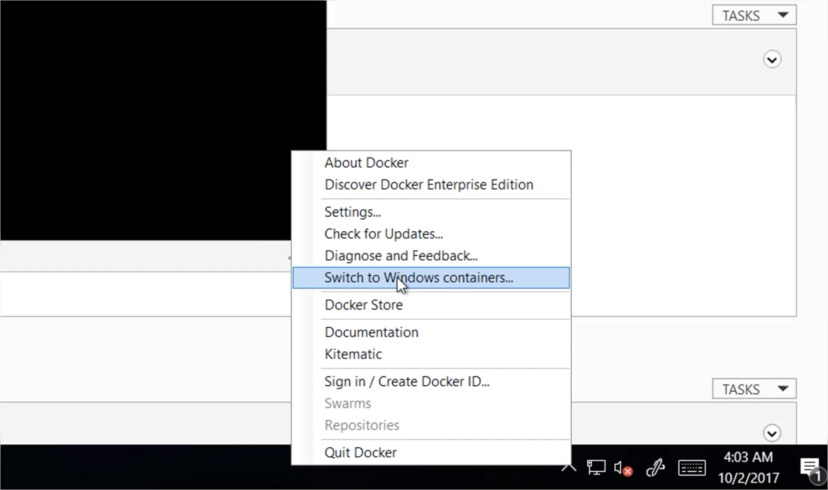 TASKS
About Docker
Discover Docker Enterprise Edition
Settings...
Check for Updates...
Diagnose and Feedback...
Switch to Windows containers...
Docker Store
Documentation
Kitematic
Sign in / Create Docker ID...
Swarms
Repositories
Quit Docker
TASKS
4:03 AM
10/2/2017
1